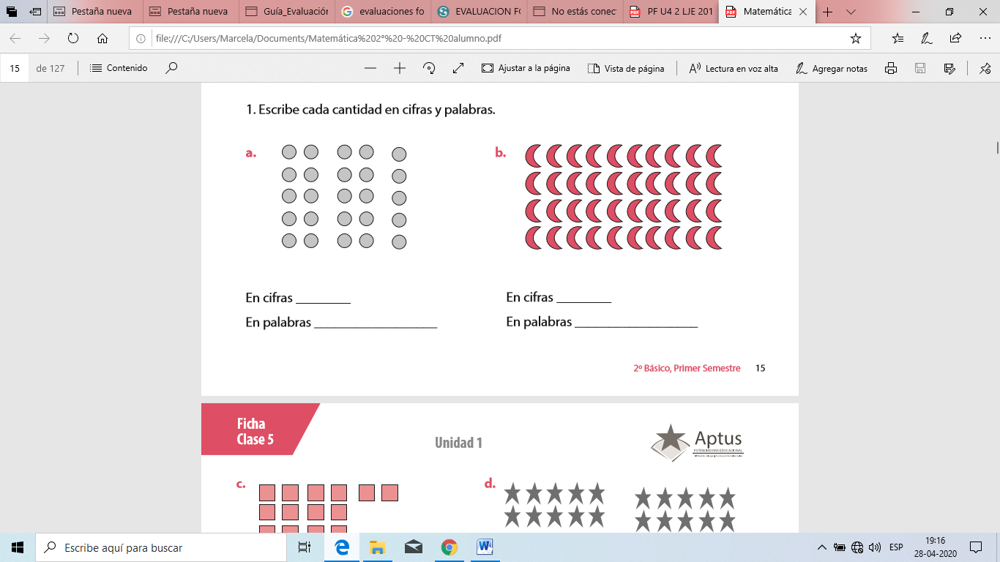 Pestaña nueva
Pestaña nueva
Guía_Evaluación
evaluaciones fo
EVALUACION FO
No estás conec
PF U4 2 LJE 201
Matemática
file:///C:/Users/Marcela/Documents/Matemática%202°%20-%20CT%20alumno.pdf
15 de 127 Contenido Ajustar a la página Vista de página Lectura en voz alta Agregar notas
1. Escribe cada cantidad en cifras y palabras.
a. b.
En cifras ________ En cifras ________
En palabras __________________ En palabras __________________
2º Básico, Primer Semestre 15
Ficha
Clase 5
Unidad 1
Aptus
POTENCIADORA EDUCACIONAL
c. d.
Escribe aquí para buscar
ESP
19:16
28-04-2020